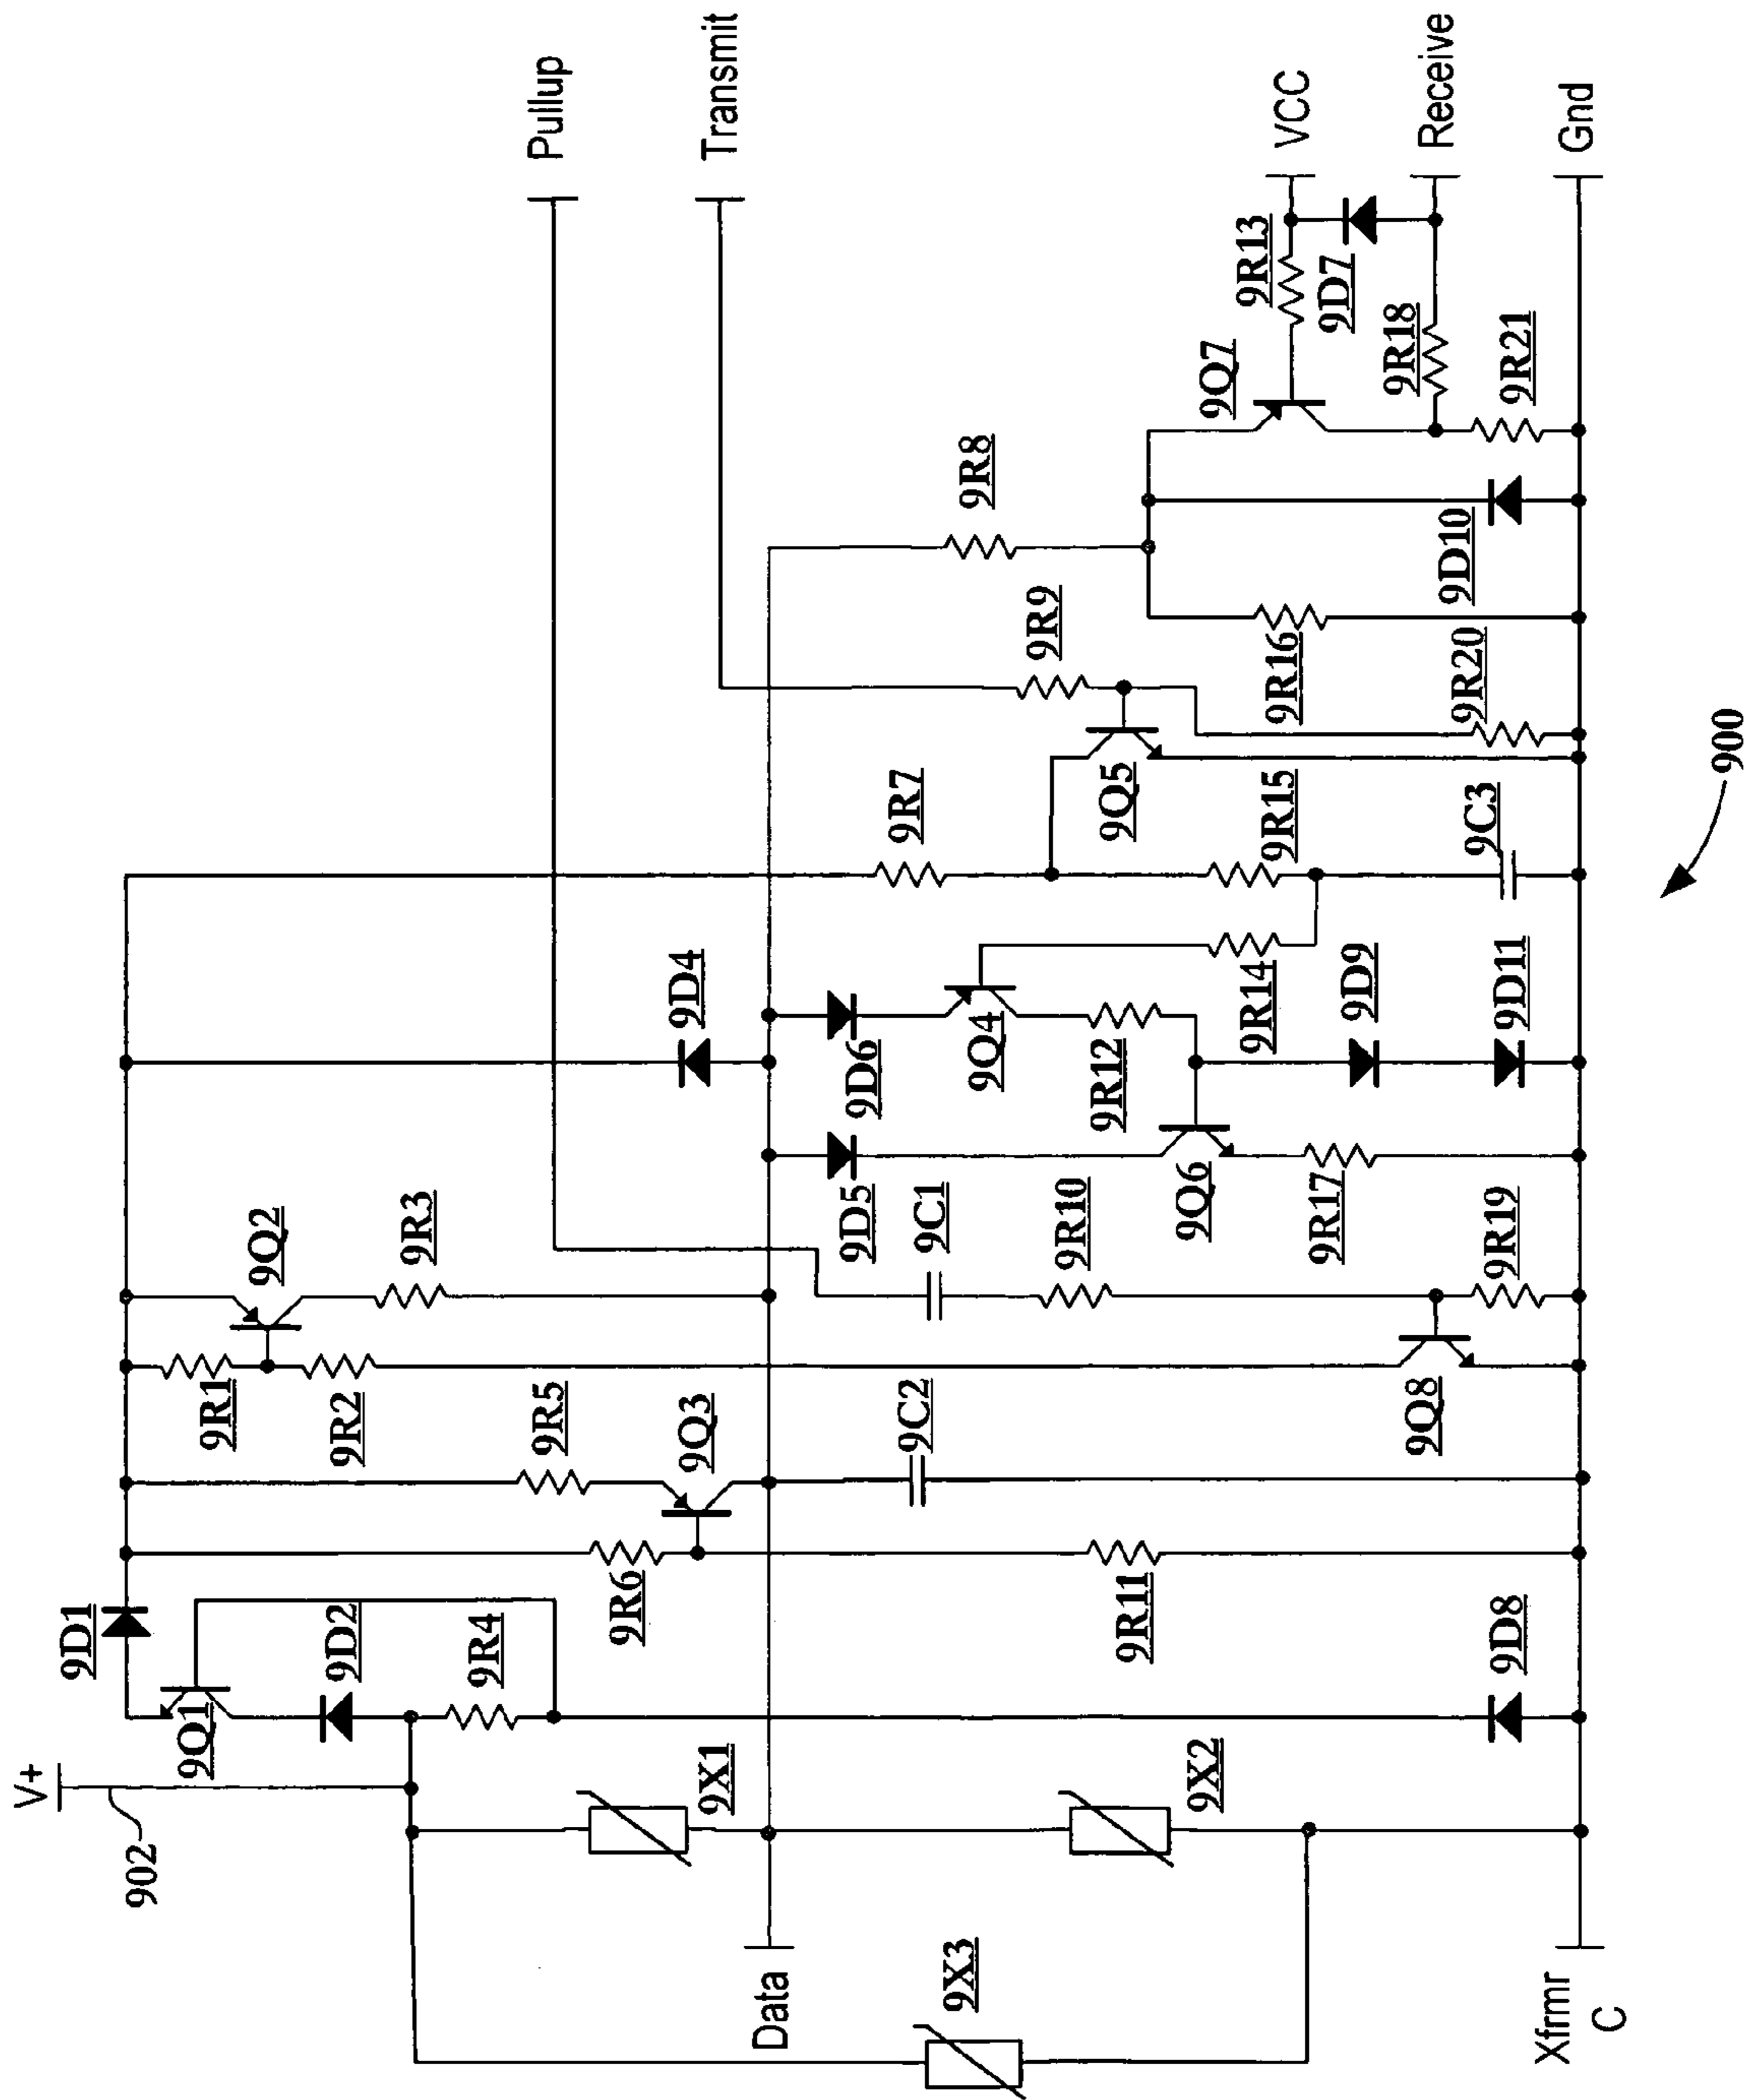 V+
902
9D1
9Q1
9D2
9R4
9R6
9R5
9Q3
9R1
9R2
9Q2
9R3
9D4
Pullup
Transmit
9X1
9X2
9X3
Data
Xfrmr
C
9D8
9R11
9C2
9Q8
9C1
9R10
9R19
9D5
9D6
9Q4
9R12
9Q6
9R17
9R14
9D9
9D11
9R7
9R15
9C3
9Q5
9R9
9R20
9R16
9R8
9D10
9Q7
9R13
9D7
9R18
9R21
VCC
Receive
Gnd
900